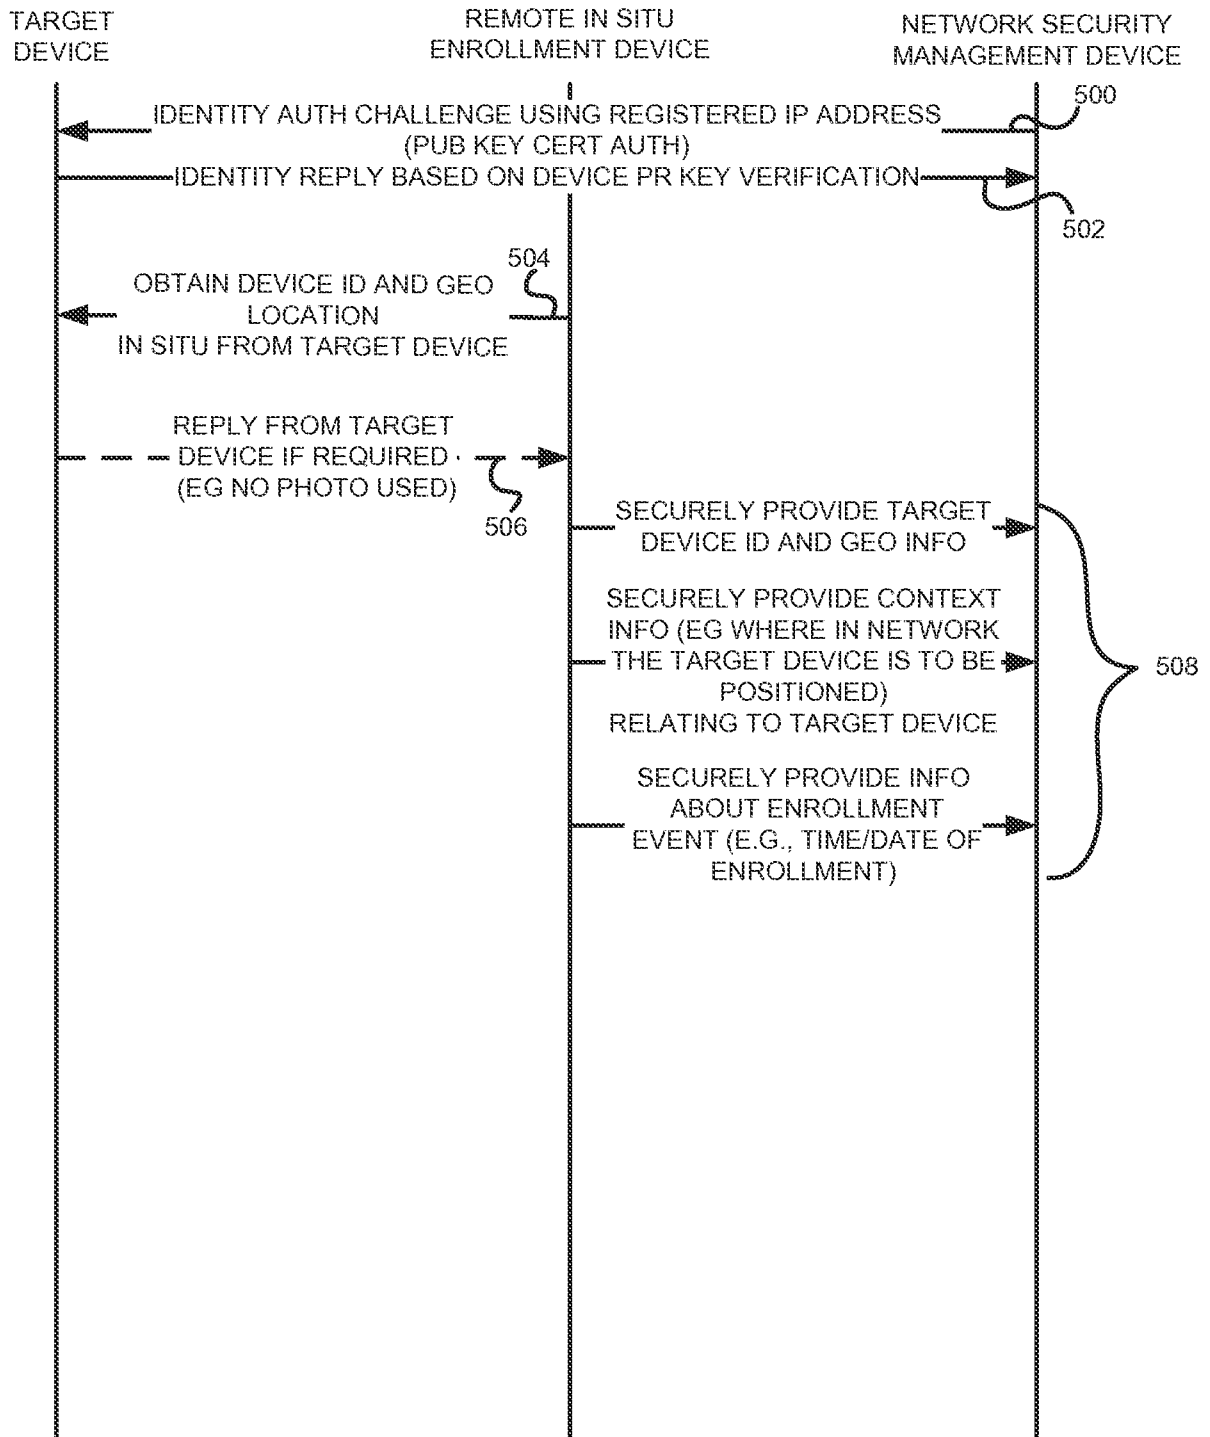 TARGET
DEVICE
REMOTE IN SITU
ENROLLMENT DEVICE
NETWORK SECURITY
MANAGEMENT DEVICE
500
IDENTITY AUTH CHALLENGE USING REGISTERED IP ADDRESS
(PUB KEY CERT AUTH)
IDENTITY REPLY BASED ON DEVICE PR KEY VERIFICATION
502
504
OBTAIN DEVICE ID AND GEO
LOCATION
IN SITU FROM TARGET DEVICE
REPLY FROM TARGET
DEVICE IF REQUIRED
(EG NO PHOTO USED)
506
SECURELY PROVIDE TARGET
DEVICE ID AND GEO INFO
SECURELY PROVIDE CONTEXT
INFO (EG WHERE IN NETWORK
THE TARGET DEVICE IS TO BE
POSITIONED)
RELATING TO TARGET DEVICE
508
SECURELY PROVIDE INFO
ABOUT ENROLLMENT
EVENT (E.G., TIME/DATE OF
ENROLLMENT)